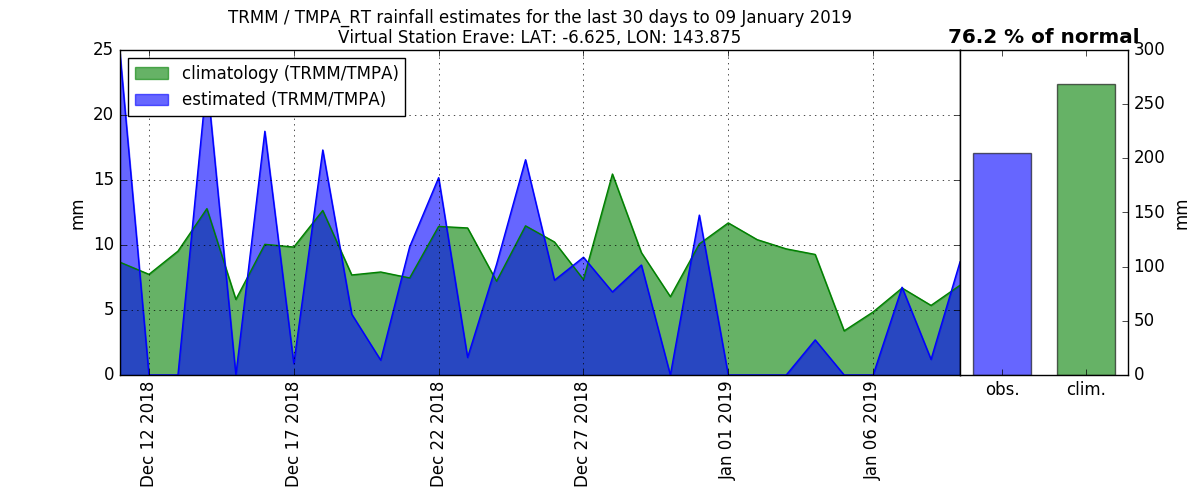 TRMM / TMPA_RT rainfall estimates for the last 30 days to 09 January 2019
Virtual Station Erave: LAT: -6.625, LON: 143.875
76.2 % of normal
climatology (TRMM/TMPA)
estimated (TRMM/TMPA)
25
20
15
10
5
0
mm
Dec 12 2018
Dec 17 2018
Dec 22 2018
Dec 27 2018
Jan 01 2019
Jan 06 2019
obs.
clim.
300
250
200
150
100
50
0
mm